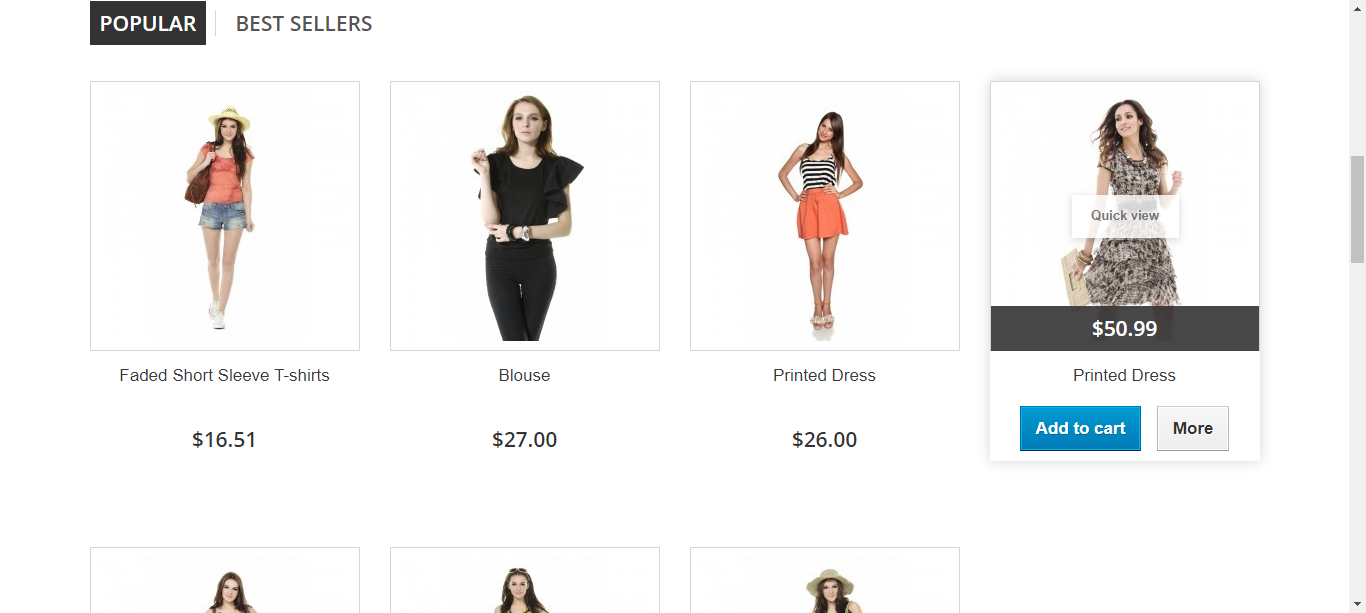 POPULAR
BEST SELLERS
Quick view
$50.99
Faded Short Sleeve T-shirts
Blouse
Printed Dress
Printed Dress
$16.51
$27.00
$26.00
Add to cart
More